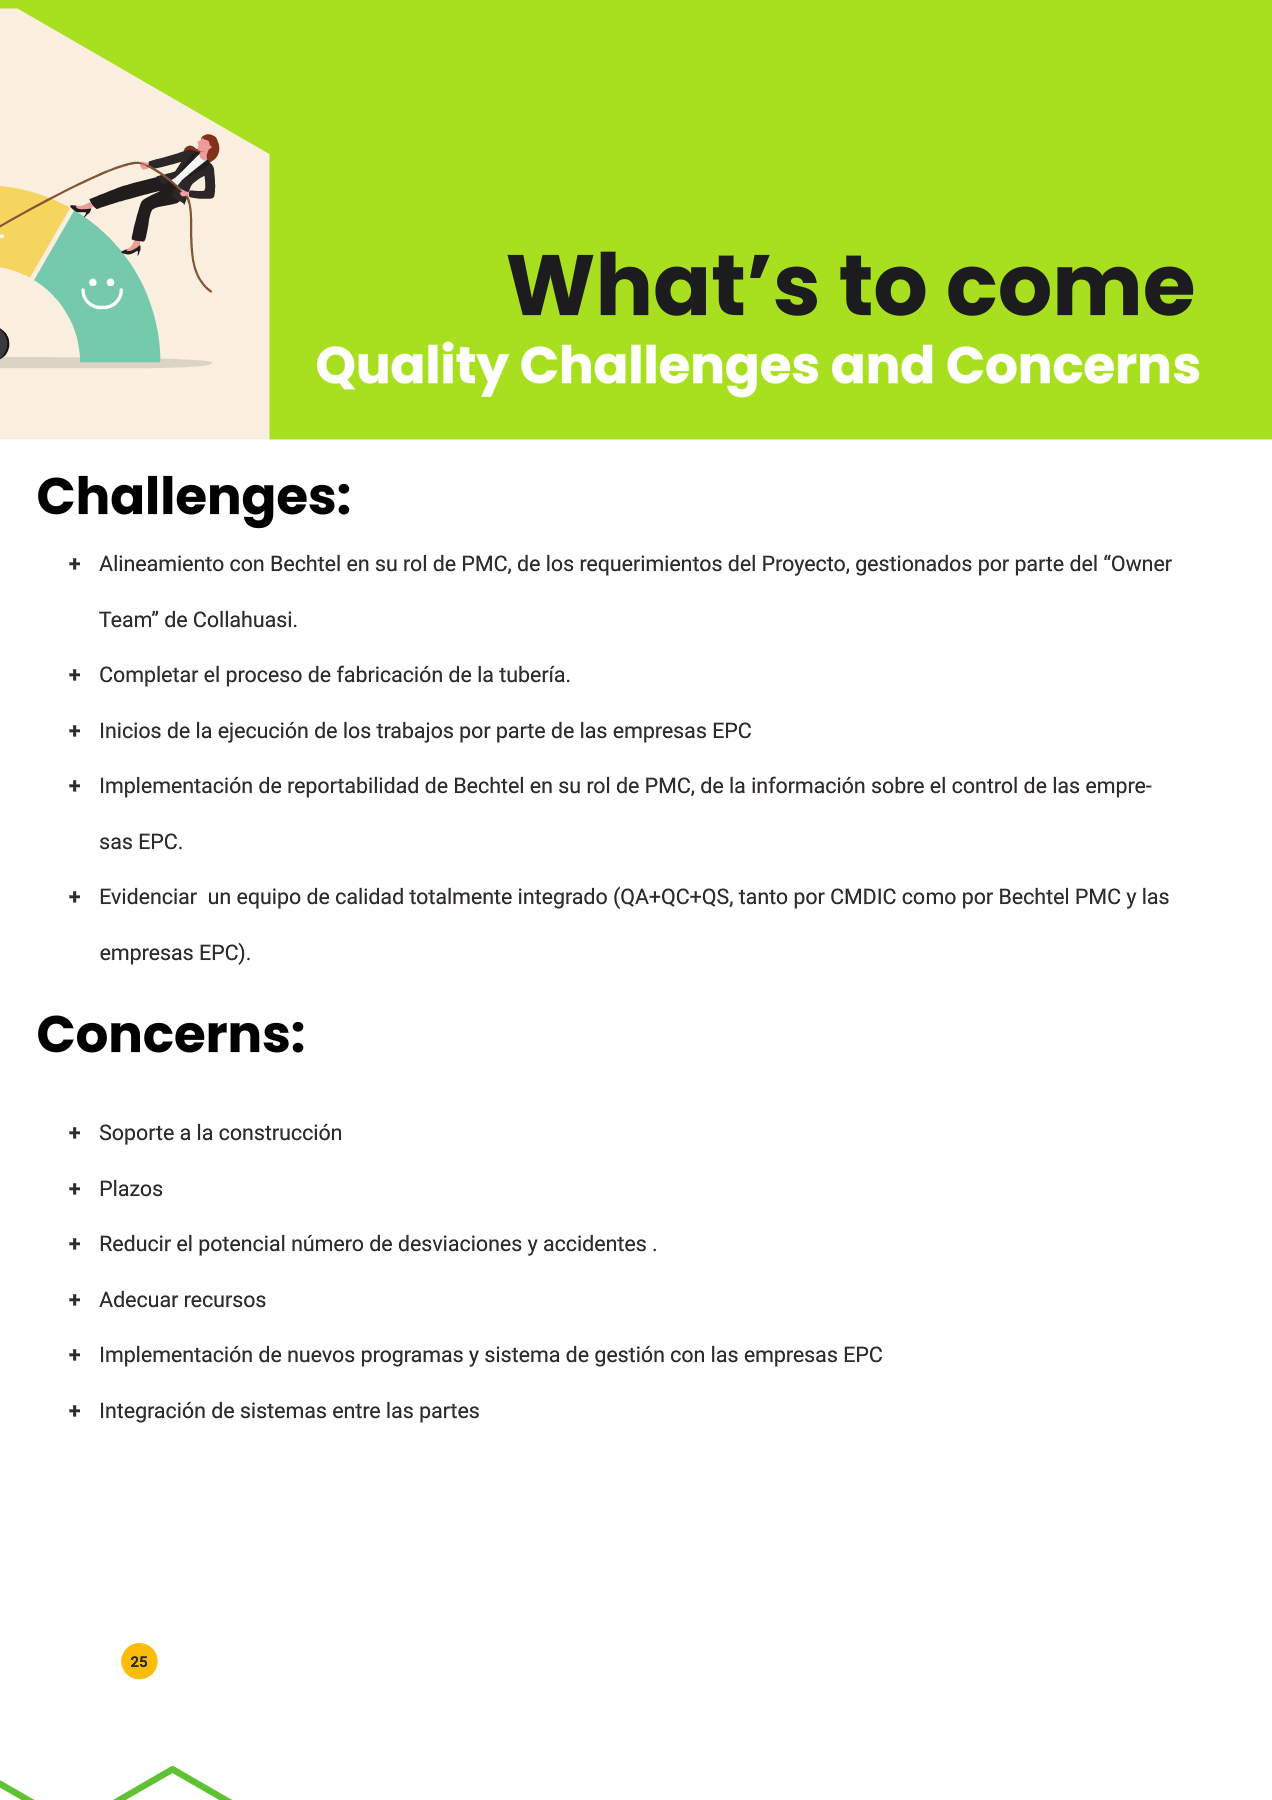 What’s to come
Quality Challenges and Concerns
Challenges:
+ Alineamiento con Bechtel en su rol de PMC, de los requerimientos del Proyecto, gestionados por parte del “Owner
Team” de Collahuasi.
+ Completar el proceso de fabricación de la tubería.
+ Inicios de la ejecución de los trabajos por parte de las empresas EPC
+ Implementación de reportabilidad de Bechtel en su rol de PMC, de la información sobre el control de las empre-
sas EPC.
+ Evidenciar  un equipo de calidad totalmente integrado (QA+QC+QS, tanto por CMDIC como por Bechtel PMC y las
empresas EPC).
Concerns:
+ Soporte a la construcción
+ Plazos
+ Reducir el potencial número de desviaciones y accidentes .
+ Adecuar recursos
+ Implementación de nuevos programas y sistema de gestión con las empresas EPC
+ Integración de sistemas entre las partes
25